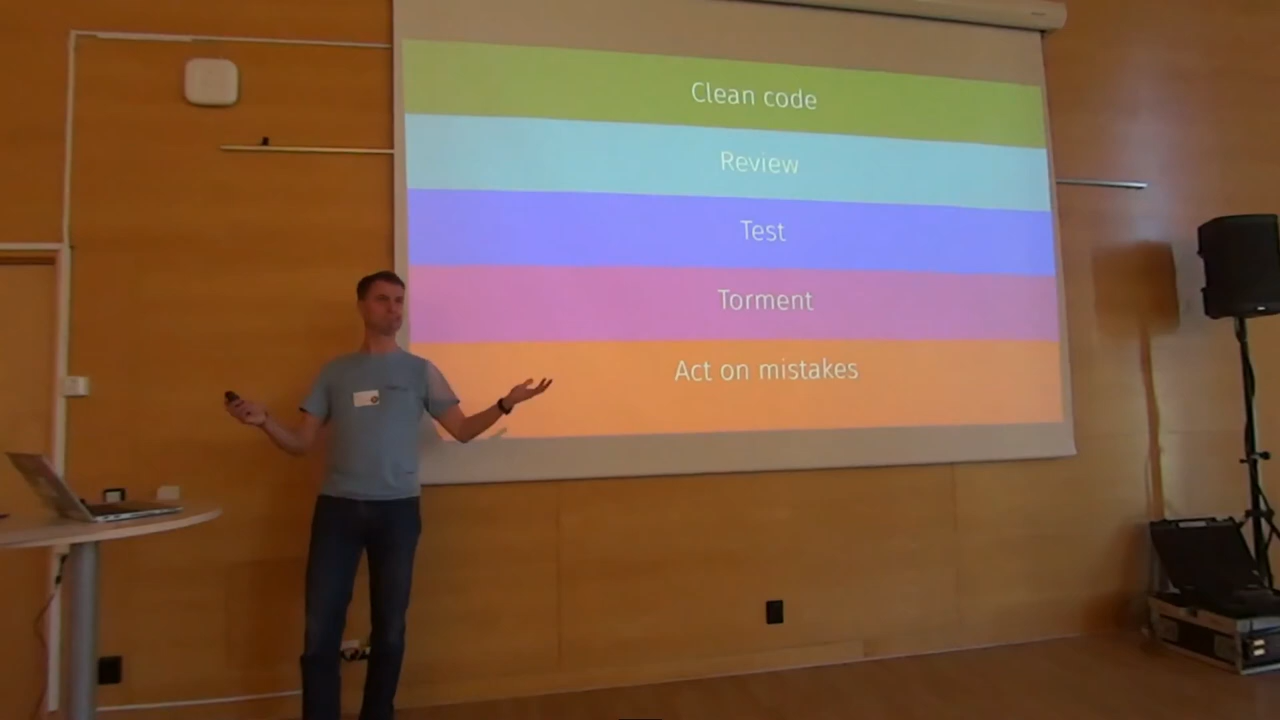 Clean code
Review
Test
Torment
Act on mistakes